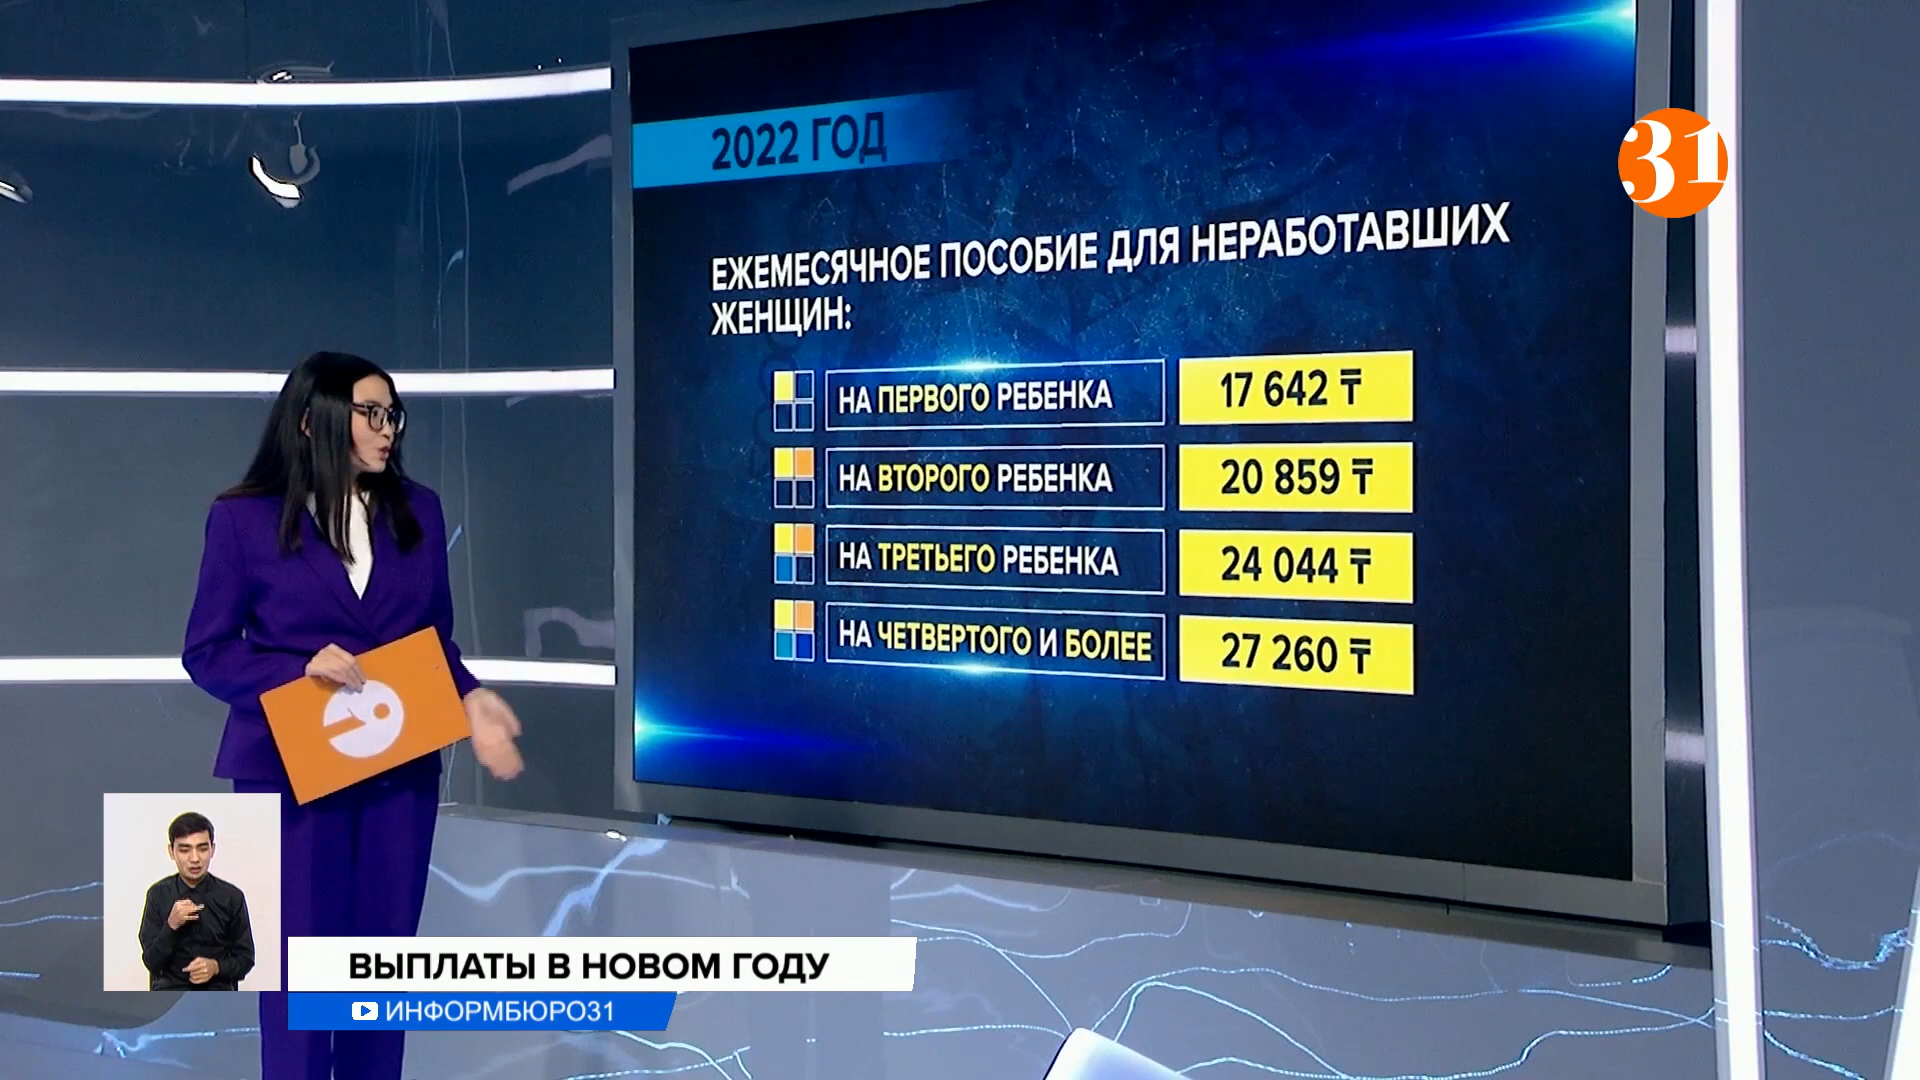 2022 ГОД
31
ЕЖЕМЕСЯЧНОЕ ПОСОБИЕ ДЛЯ НЕРАБОТАВШИХ
ЖЕНЩИН:
НА ПЕРВОГО РЕБЕНКА 17 642 ₸
НА ВТОРОГО РЕБЕНКА 20 859 ₸
НА ТРЕТЬЕГО РЕБЕНКА 24 044 ₸
НА ЧЕТВЕРТОГО И БОЛЕЕ 27 260 ₸
ВЫПЛАТЫ В НОВОМ ГОДУ
ИНФОРМБЮРО31